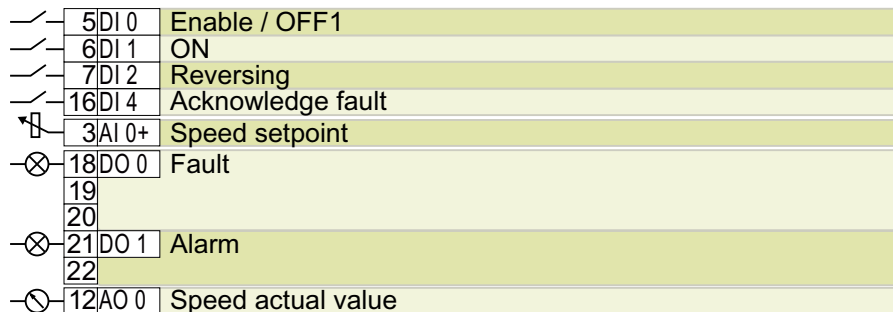 5 DI 0 Enable / OFF1
6 DI 1 ON
7 DI 2 Reversing
16 DI 4 Acknowledge fault
3 AI 0+ Speed setpoint
18 DO 0 Fault
19
20
21 DO 1 Alarm
22
12 AO 0 Speed actual value